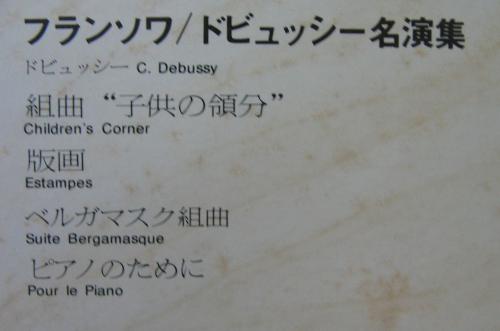 フランソワ/ドビュッシー名演集
ドビュッシー C. Debussy
組曲 “子供の領分”
Children's Corner
版画
Estampes
ベルガマスク組曲
Suite Bergamasque
ピアノのために
Pour le Piano